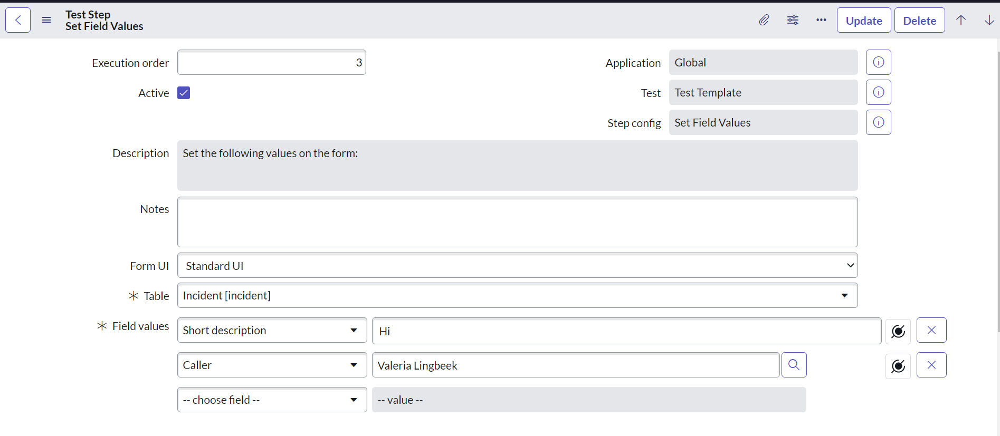 Test Step
Set Field Values
Update
Delete
Execution order
3
Application
Global
Active
Test
Test Template
Step config
Set Field Values
Description
Set the following values on the form:
Notes
Form UI
Standard UI
Table
Incident [incident]
Field values
Short description
Hi
Caller
Valeria Lingbeek
-- choose field --
-- value --